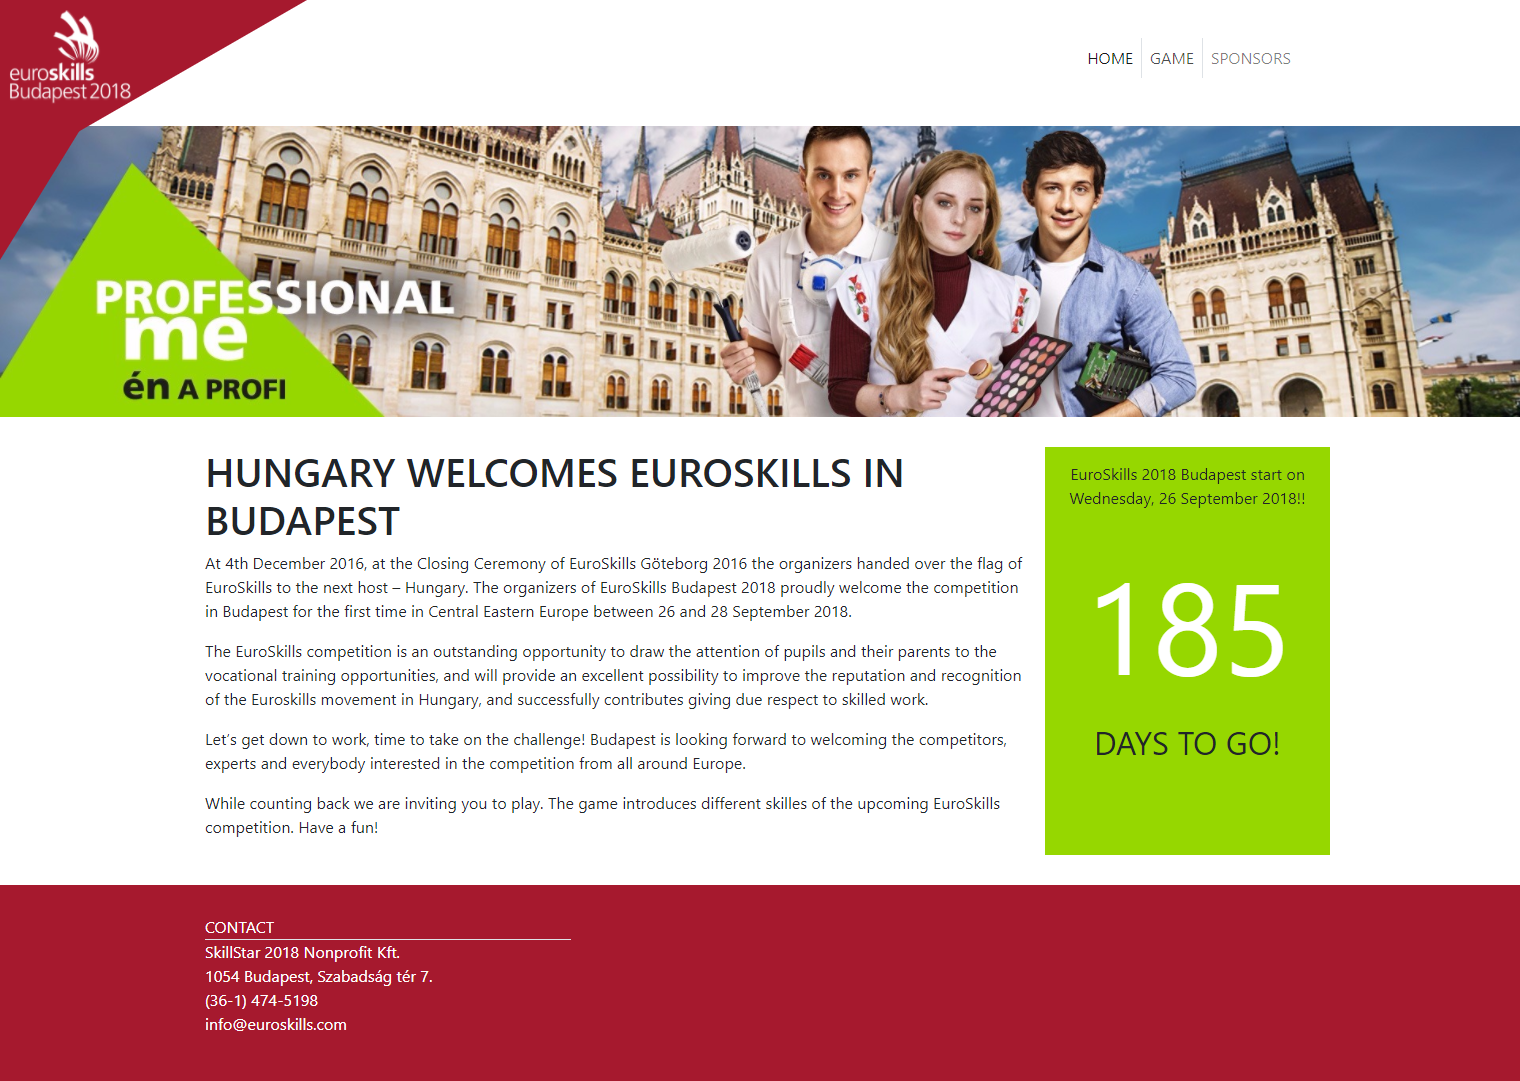 euroskills
Budapest 2018
HOME
GAME
SPONSORS
PROFESSIONAL
me
én A PROFI
HUNGARY WELCOMES EUROSKILLS IN
BUDAPEST
At 4th December 2016, at the Closing Ceremony of EuroSkills Göteborg 2016 the organizers handed over the flag of
EuroSkills to the next host – Hungary. The organizers of EuroSkills Budapest 2018 proudly welcome the competition
in Budapest for the first time in Central Eastern Europe between 26 and 28 September 2018.
The EuroSkills competition is an outstanding opportunity to draw the attention of pupils and their parents to the
vocational training opportunities, and will provide an excellent possibility to improve the reputation and recognition
of the Euroskills movement in Hungary, and successfully contributes giving due respect to skilled work.
Let’s get down to work, time to take on the challenge! Budapest is looking forward to welcoming the competitors,
experts and everybody interested in the competition from all around Europe.
While counting back we are inviting you to play. The game introduces different skilles of the upcoming EuroSkills
competition. Have a fun!
EuroSkills 2018 Budapest start on
Wednesday, 26 September 2018!!
185
DAYS TO GO!
CONTACT
SkillStar 2018 Nonprofit Kft.
1054 Budapest, Szabadság tér 7.
(36-1) 474-5198
info@euroskills.com